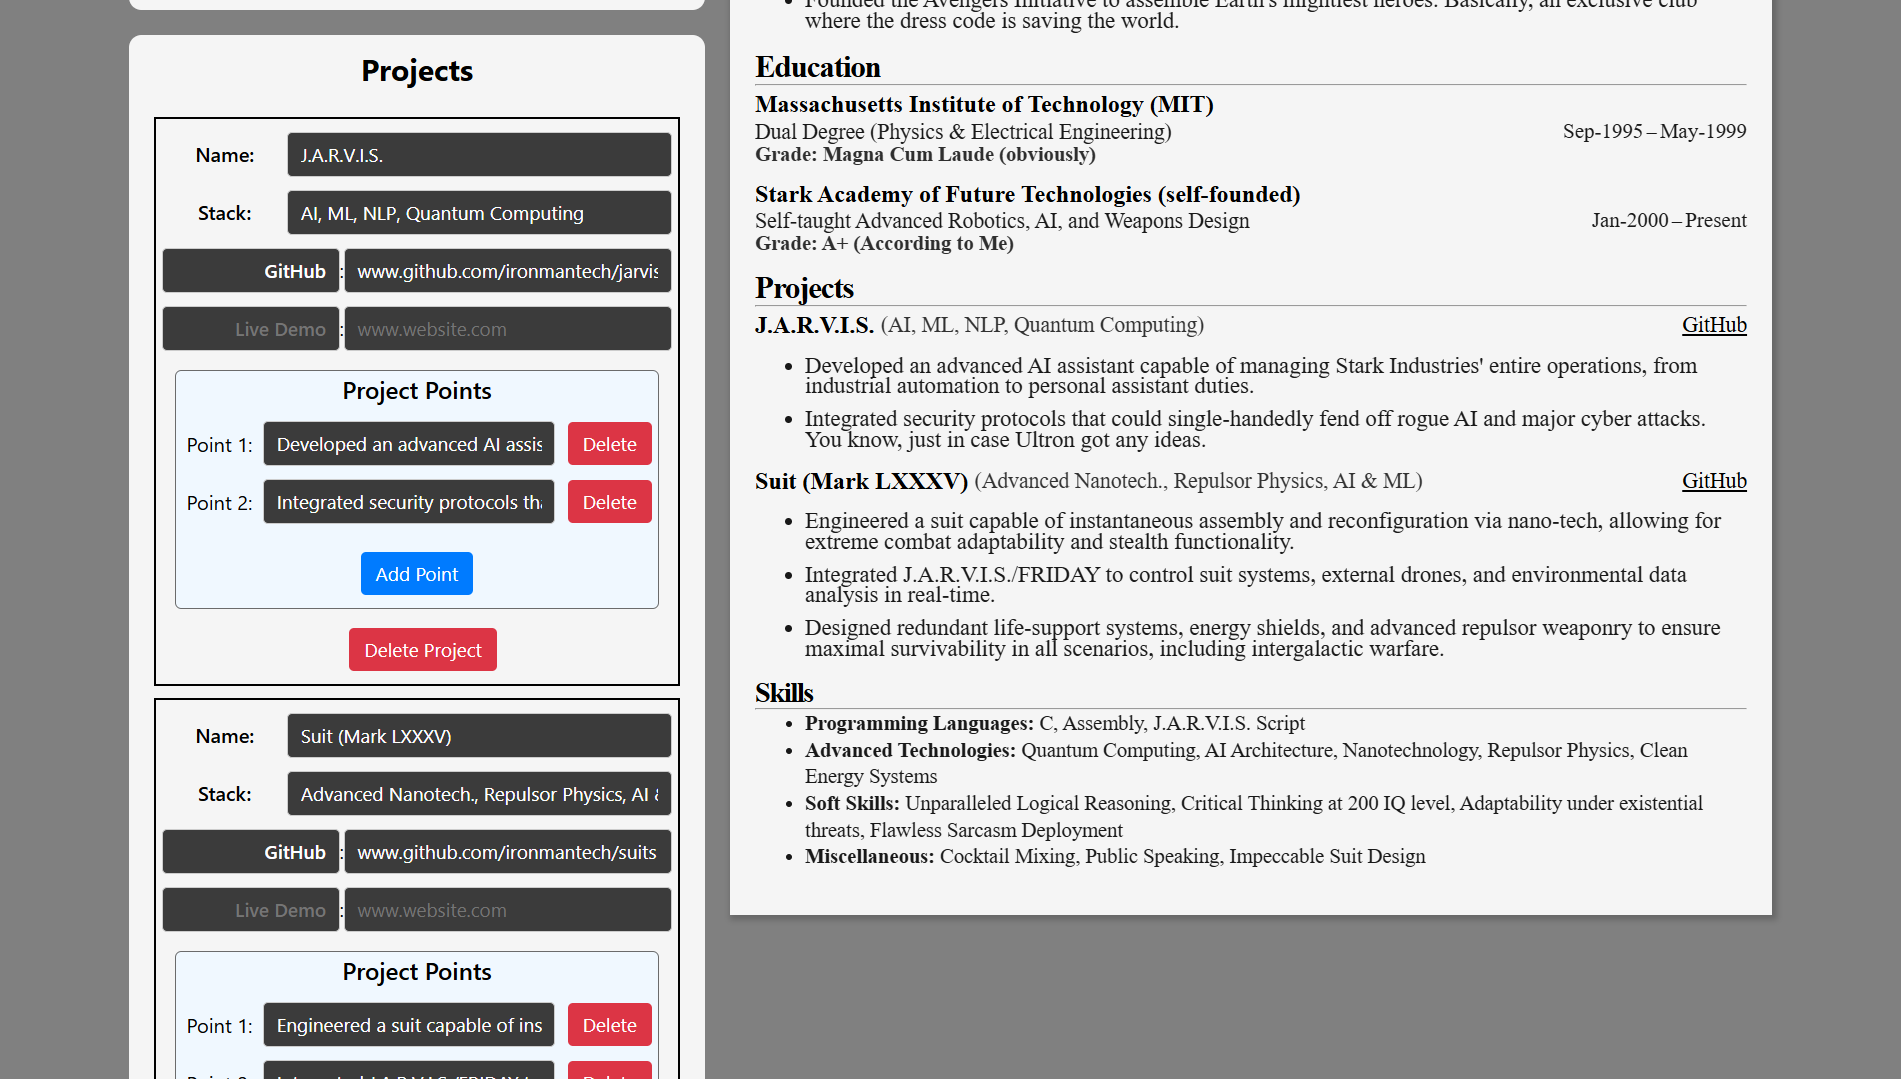 Projects
Name: J.A.R.V.I.S.
Stack: AI, ML, NLP, Quantum Computing
GitHub : www.github.com/ironmantech/jarvis
Live Demo : www.website.com
Project Points
Point 1: Developed an advanced AI assis Delete
Point 2: Integrated security protocols tha Delete
Add Point
Delete Project
Name: Suit (Mark LXXXV)
Stack: Advanced Nanotech., Repulsor Physics, AI &
GitHub : www.github.com/ironmantech/suits
Live Demo : www.website.com
Project Points
Point 1: Engineered a suit capable of ins Delete
Founded the Avengers Initiative to assemble Earth's mightiest heroes. Basically, an exclusive club
where the dress code is saving the world.
Education
Massachusetts Institute of Technology (MIT)
Dual Degree (Physics & Electrical Engineering) Sep-1995 – May-1999
Grade: Magna Cum Laude (obviously)
Stark Academy of Future Technologies (self-founded)
Self-taught Advanced Robotics, AI, and Weapons Design Jan-2000 – Present
Grade: A+ (According to Me)
Projects
J.A.R.V.I.S. (AI, ML, NLP, Quantum Computing) GitHub
• Developed an advanced AI assistant capable of managing Stark Industries' entire operations, from
industrial automation to personal assistant duties.
• Integrated security protocols that could single-handedly fend off rogue AI and major cyber attacks.
You know, just in case Ultron got any ideas.
Suit (Mark LXXXV) (Advanced Nanotech., Repulsor Physics, AI & ML) GitHub
• Engineered a suit capable of instantaneous assembly and reconfiguration via nano-tech, allowing for
extreme combat adaptability and stealth functionality.
• Integrated J.A.R.V.I.S./FRIDAY to control suit systems, external drones, and environmental data
analysis in real-time.
• Designed redundant life-support systems, energy shields, and advanced repulsor weaponry to ensure
maximal survivability in all scenarios, including intergalactic warfare.
Skills
• Programming Languages: C, Assembly, J.A.R.V.I.S. Script
• Advanced Technologies: Quantum Computing, AI Architecture, Nanotechnology, Repulsor Physics, Clean
Energy Systems
• Soft Skills: Unparalleled Logical Reasoning, Critical Thinking at 200 IQ level, Adaptability under existential
threats, Flawless Sarcasm Deployment
• Miscellaneous: Cocktail Mixing, Public Speaking, Impeccable Suit Design